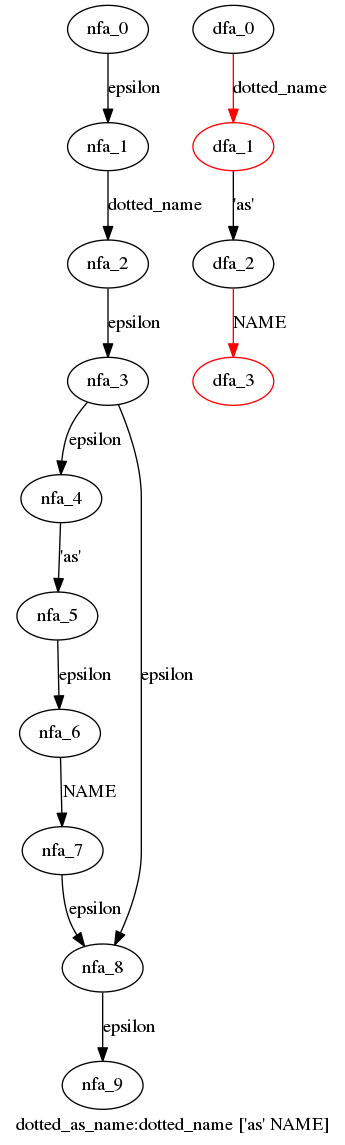 nfa_0 dfa_0
epsilon dotted_name
nfa_1 dfa_1
dotted_name 'as'
nfa_2 dfa_2
epsilon NAME
nfa_3 dfa_3
epsilon
nfa_4
'as'
nfa_5
epsilon epsilon
nfa_6
NAME
nfa_7
epsilon
nfa_8
epsilon
nfa_9
dotted_as_name:dotted_name ['as' NAME]